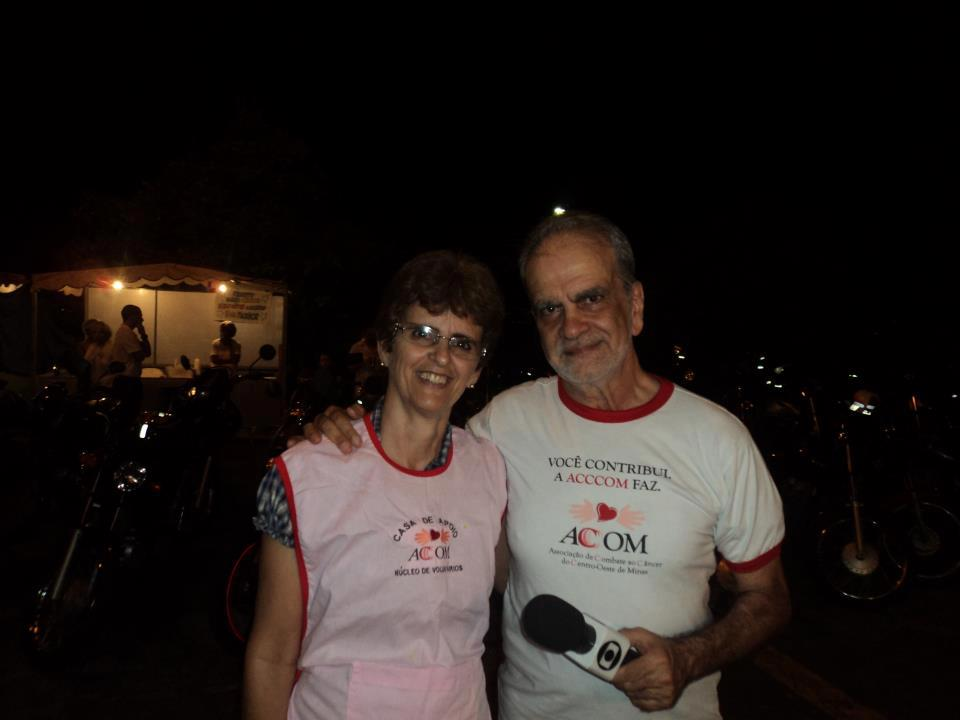 CASA DE APOIO
ACCOM
NÚCLEO DE VOLUNTÁRIOS
VOCÊ CONTRIBUI,
A ACCCOM FAZ.
ACCCOM
Associação de Combate ao Câncer
do Centro-Oeste de Minas